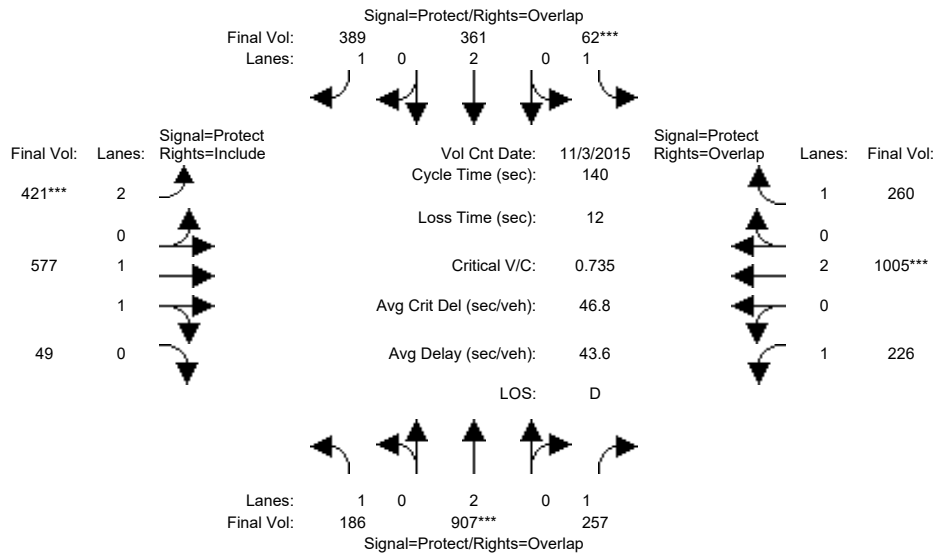 Signal=Protect/Rights=Overlap
Final Vol: 389 361 62***
Lanes: 1 0 2 0 1
Signal=Protect
Final Vol: Lanes: Rights=Include
Vol Cnt Date: 11/3/2015
Cycle Time (sec): 140
Loss Time (sec): 12
Critical V/C: 0.735
Avg Crit Del (sec/veh): 46.8
Avg Delay (sec/veh): 43.6
LOS: D
Signal=Protect
Rights=Overlap Lanes: Final Vol:
421*** 2
0
577 1
1
49 0
1 260
0
2 1005***
0
1 226
Lanes: 1 0 2 0 1
Final Vol: 186 907*** 257
Signal=Protect/Rights=Overlap